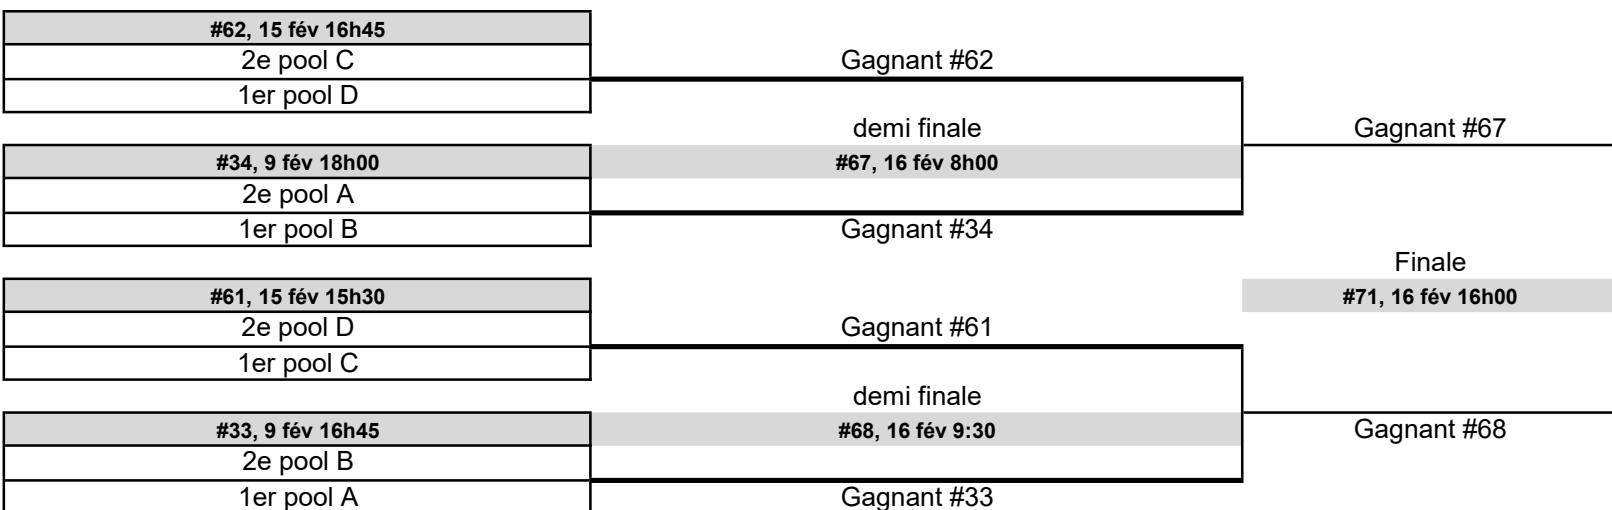 #62, 15 fév 16h45
2e pool C
Gagnant #62
1er pool D
demi finale
Gagnant #67
#34, 9 fév 18h00
#67, 16 fév 8h00
2e pool A
1er pool B
Gagnant #34
Finale
#61, 15 fév 15h30
#71, 16 fév 16h00
2e pool D
Gagnant #61
1er pool C
demi finale
#33, 9 fév 16h45
#68, 16 fév 9:30
Gagnant #68
2e pool B
1er pool A
Gagnant #33